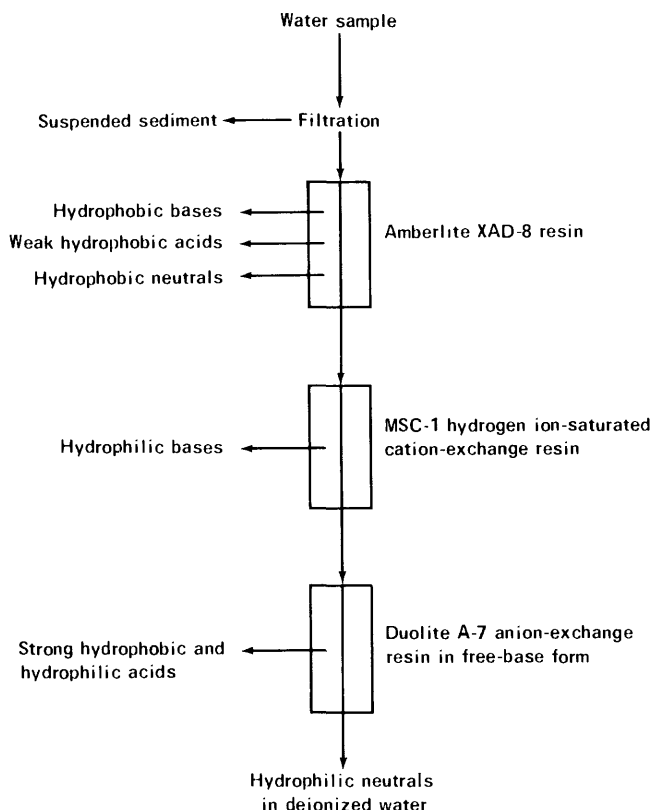 Water sample
Suspended sediment
Filtration
Hydrophobic bases
Weak hydrophobic acids
Hydrophobic neutrals
Amberlite XAD-8 resin
Hydrophilic bases
MSC-1 hydrogen ion-saturated
cation-exchange resin
Strong hydrophobic and
hydrophilic acids
Duolite A-7 anion-exchange
resin in free-base form
Hydrophilic neutrals
in deionized water